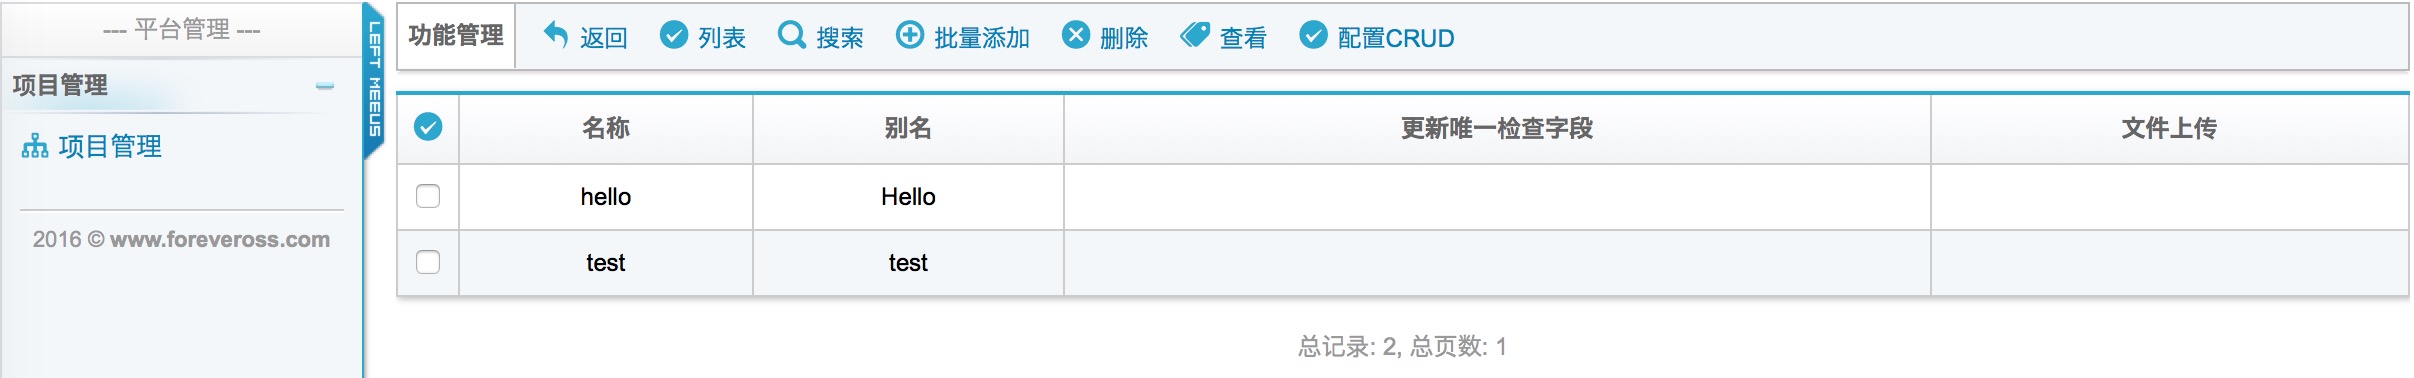 --- 平台管理 ---
项目管理
项目管理
2016 © www.foreveross.com
LEFT MEEUS
功能管理 返回 列表 搜索 批量添加 删除 查看 配置CRUD
名称 别名 更新唯一检查字段 文件上传
hello Hello
test test
总记录: 2, 总页数: 1